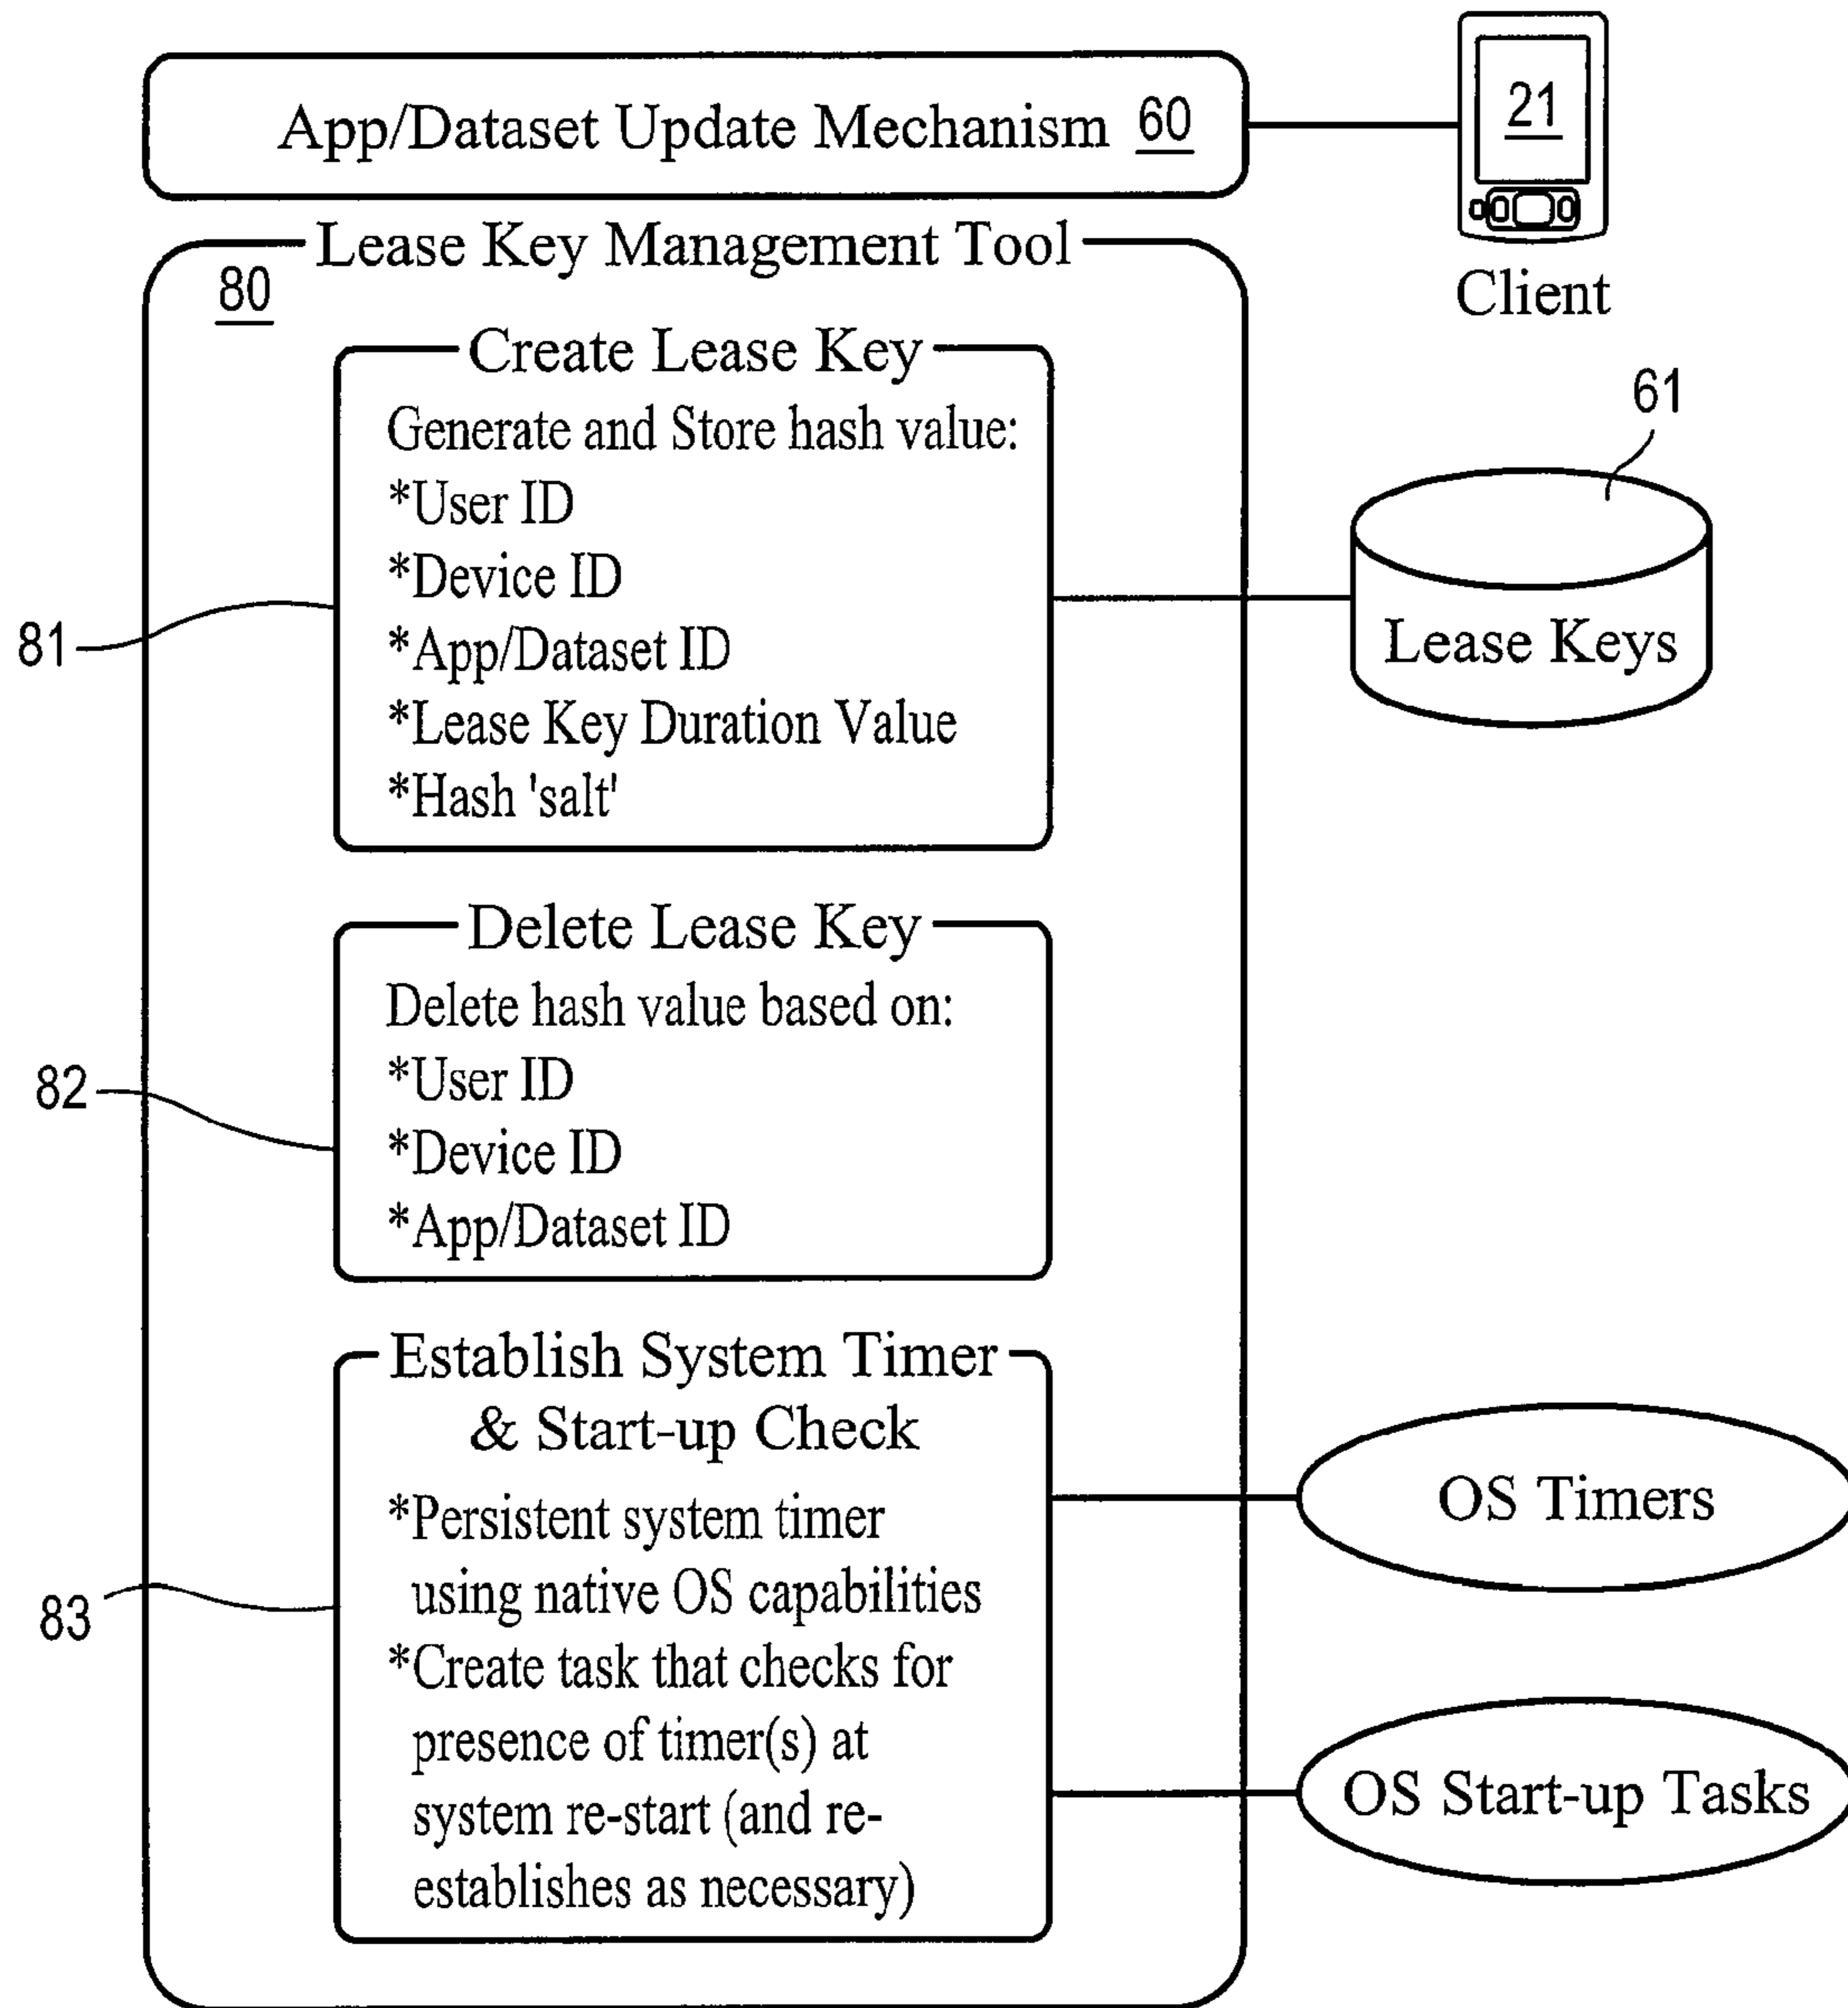 App/Dataset Update Mechanism 60
21
Client
Lease Key Management Tool
80
Create Lease Key
Generate and Store hash value:
*User ID
*Device ID
*App/Dataset ID
*Lease Key Duration Value
*Hash 'salt'
81
61
Lease Keys
Delete Lease Key
Delete hash value based on:
*User ID
*Device ID
*App/Dataset ID
82
Establish System Timer
& Start-up Check
*Persistent system timer
using native OS capabilities
*Create task that checks for
presence of timer(s) at
system re-start (and re-
establishes as necessary)
83
OS Timers
OS Start-up Tasks